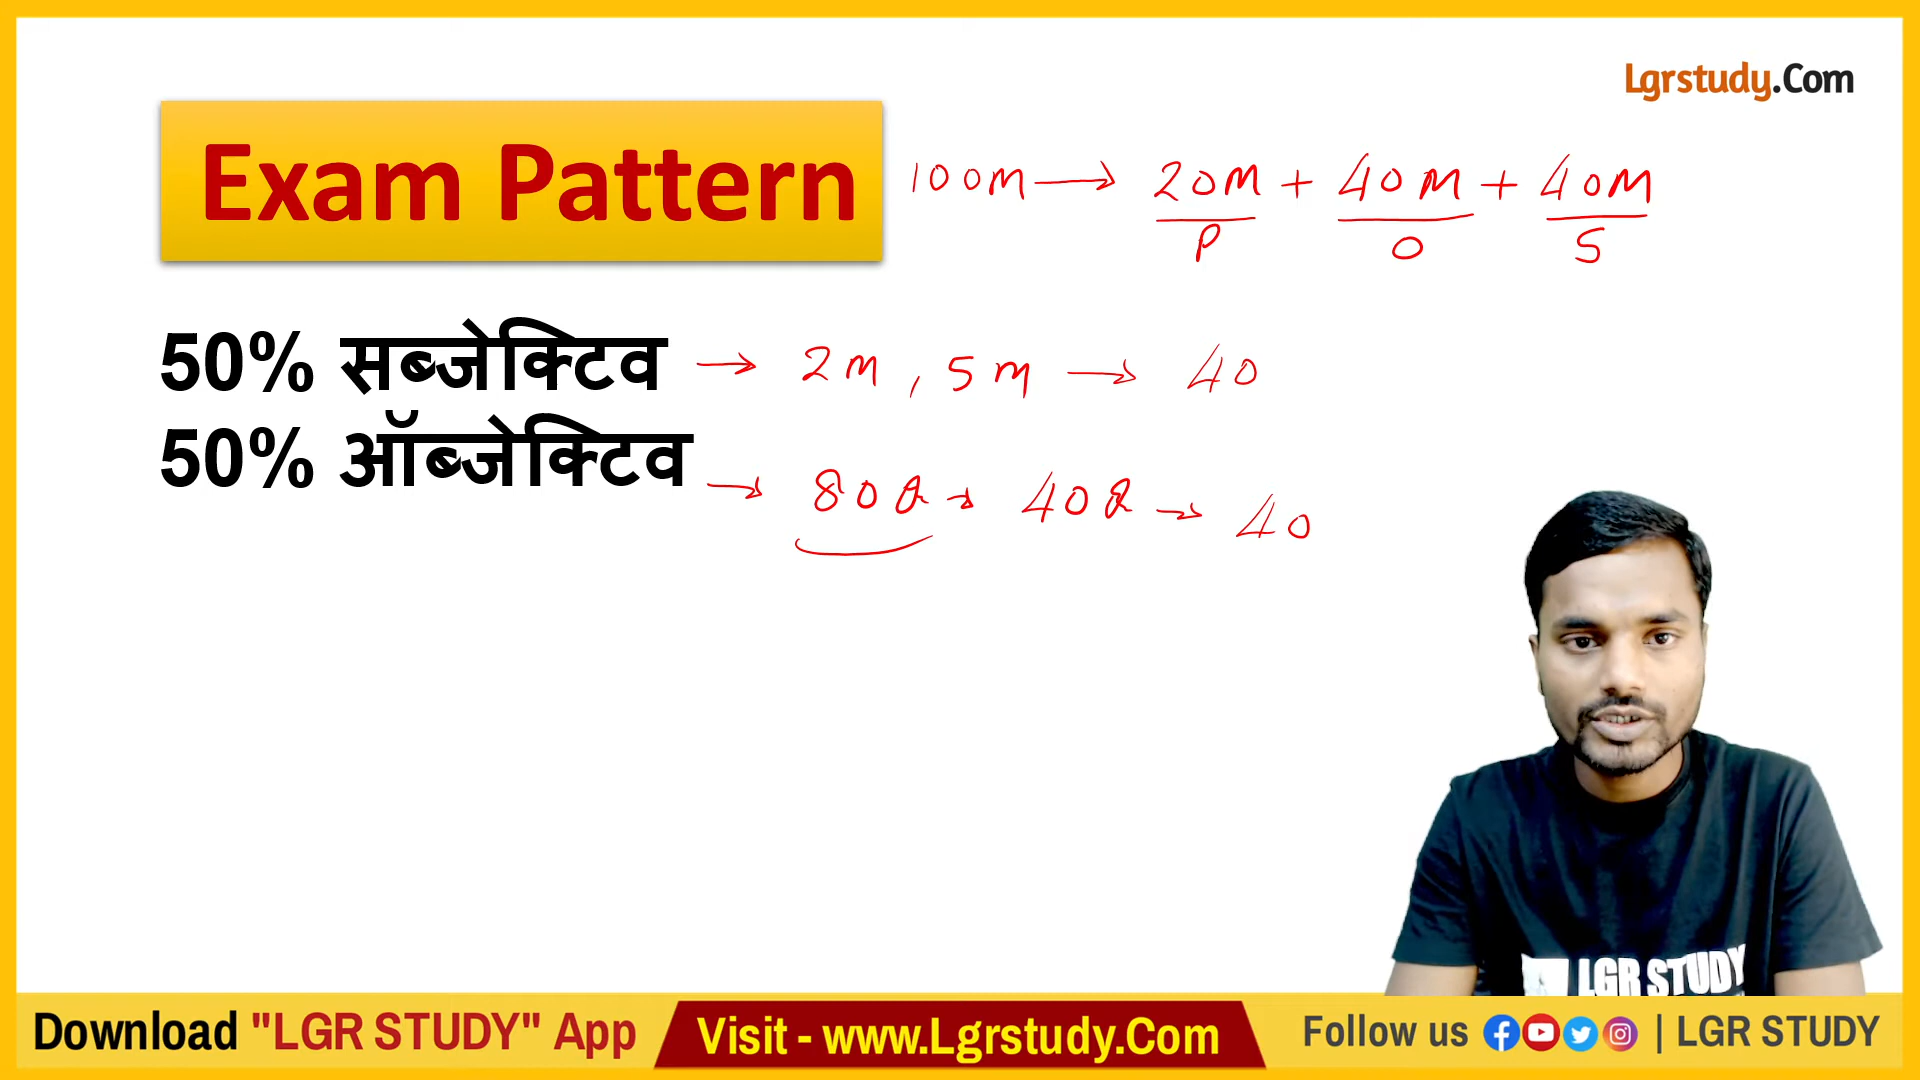 Lgrstudy.Com
Exam Pattern
100M → 20M + 40M + 40M
P O S
50% सब्जेक्टिव → 2M, 5M → 40
50% ऑब्जेक्टिव → 80Q → 40Q → 40
LGR STUDY
Download "LGR STUDY" App
Visit - www.Lgrstudy.Com
Follow us | LGR STUDY